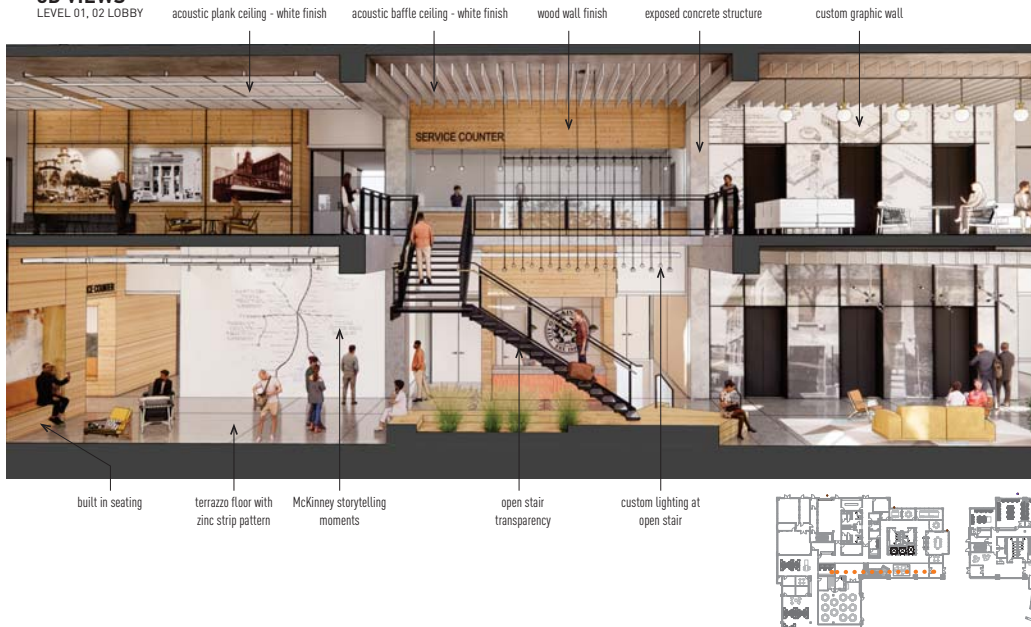 3D VIEWS
LEVEL 01, 02 LOBBY
acoustic plank ceiling - white finish
acoustic baffle ceiling - white finish
wood wall finish
exposed concrete structure
custom graphic wall
SERVICE COUNTER
ICE COUNTER
built in seating
terrazzo floor with
zinc strip pattern
McKinney storytelling
moments
open stair
transparency
custom lighting at
open stair